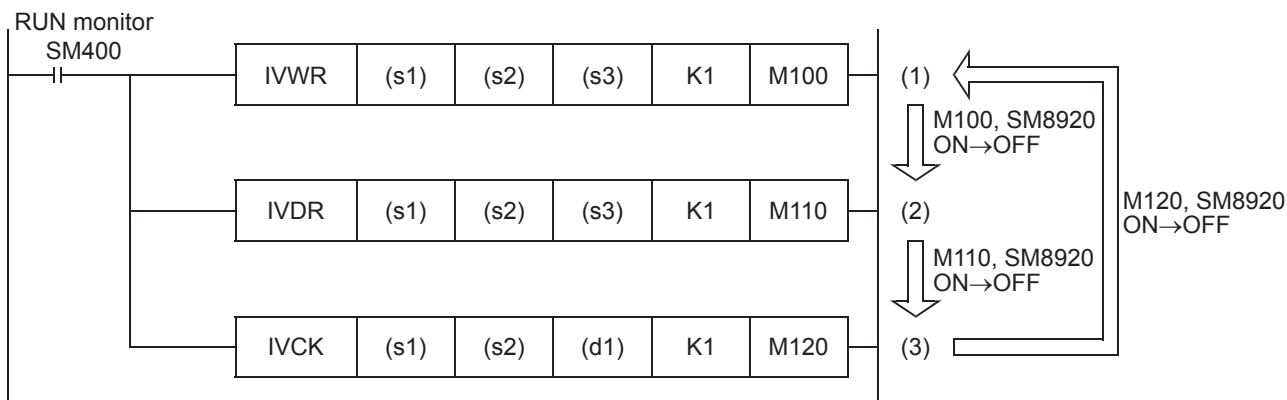 RUN monitor
SM400
IVWR (s1) (s2) (s3) K1 M100 (1)
M100, SM8920
ON→OFF
IVDR (s1) (s2) (s3) K1 M110 (2)
M120, SM8920
ON→OFF
M110, SM8920
ON→OFF
IVCK (s1) (s2) (d1) K1 M120 (3)